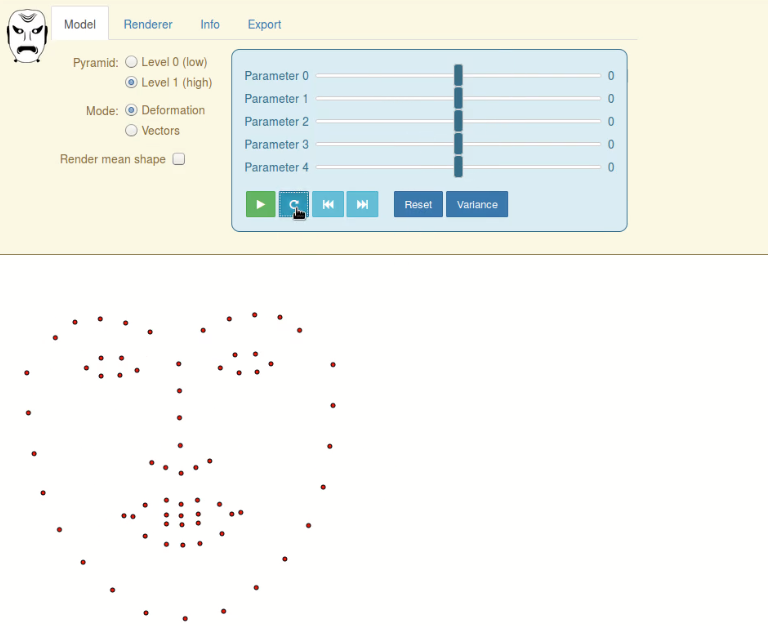 Model Renderer Info Export
Pyramid: Level 0 (low)
Level 1 (high)
Mode: Deformation
Vectors
Render mean shape
Parameter 0 0
Parameter 1 0
Parameter 2 0
Parameter 3 0
Parameter 4 0
Reset Variance